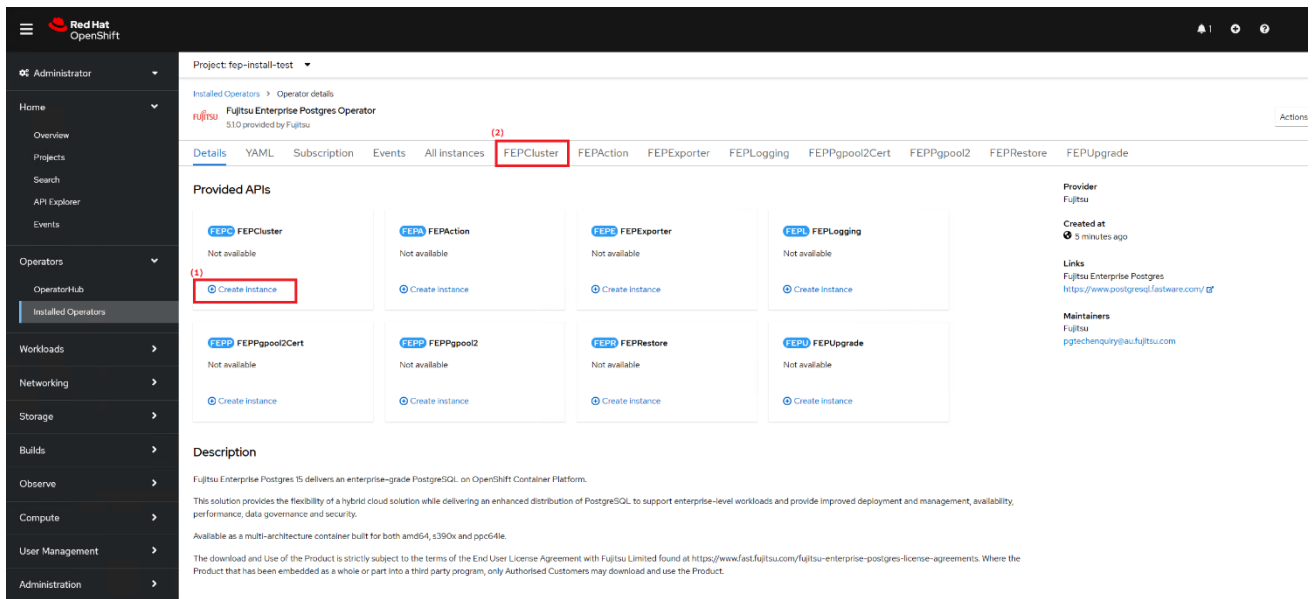 Red Hat
OpenShift
1
Administrator
Project: fep-install-test
Home
Overview
Projects
Search
API Explorer
Events
Operators
OperatorHub
Installed Operators
Workloads
Networking
Storage
Builds
Observe
Compute
User Management
Administration
Installed Operators > Operator details
FUJITSU
Fujitsu Enterprise Postgres Operator
5.1.0 provided by Fujitsu
Actions
(2)
Details YAML Subscription Events All instances FEPCluster FEPAction FEPExporter FEPLogging FEPPgpool2Cert FEPPgpool2 FEPRestore FEPUpgrade
Provided APIs
FEPC FEPCluster
Not available
(1)
Create instance
FEPA FEPAction
Not available
Create instance
FEPE FEPExporter
Not available
Create instance
FEPL FEPLogging
Not available
Create instance
FEPP FEPPgpool2Cert
Not available
Create instance
FEPP FEPPgpool2
Not available
Create instance
FEPR FEPRestore
Not available
Create instance
FEPU FEPUpgrade
Not available
Create instance
Provider
Fujitsu
Created at
5 minutes ago
Links
Fujitsu Enterprise Postgres
https://www.postgresql.fastware.com/
Maintainers
Fujitsu
pgtechenquiry@au.fujitsu.com
Description
Fujitsu Enterprise Postgres 15 delivers an enterprise-grade PostgreSQL on OpenShift Container Platform.
This solution provides the flexibility of a hybrid cloud solution while delivering an enhanced distribution of PostgreSQL to support enterprise-level workloads and provide improved deployment and management, availability,
performance, data governance and security.
Available as a multi-architecture container built for both amd64, s390x and ppc64le.
The download and Use of the Product is strictly subject to the terms of the End User License Agreement with Fujitsu Limited found at https://www.fast.fujitsu.com/fujitsu-enterprise-postgres-license-agreements. Where the
Product that has been embedded as a whole or part into a third party program, only Authorised Customers may download and use the Product.